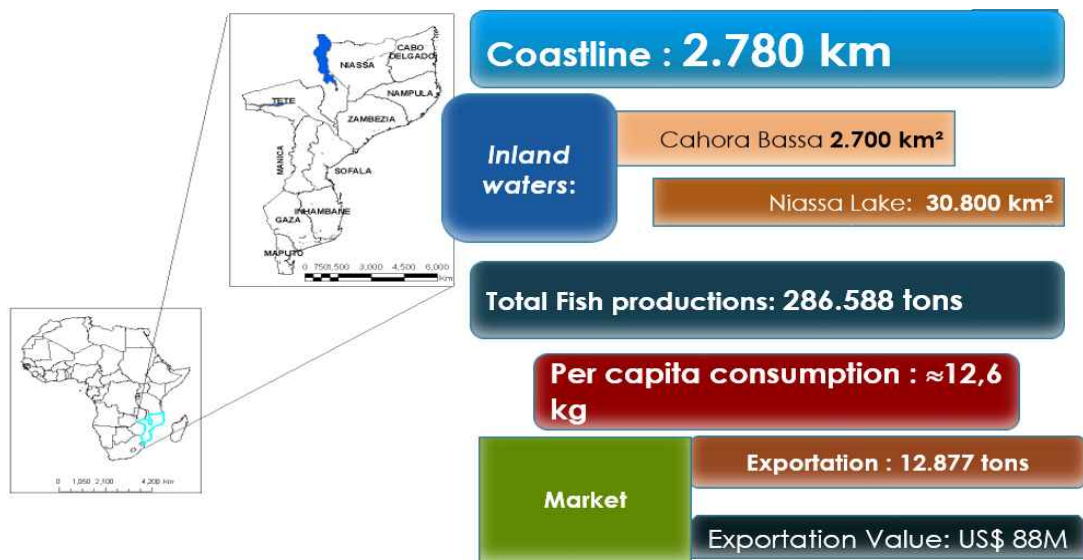 CABO
DELGADO
NIASSA
NAMPULA
TETE
ZAMBEZIA
MANICA
SOFALA
INHAMBANE
GAZA
MAPUTO
0 7501,500 3,000 4,500 6,000
km
0 1,050 2,100 4,200 km
Coastline : 2.780 km
Inland
waters:
Cahora Bassa 2.700 km²
Niassa Lake: 30.800 km²
Total Fish productions: 286.588 tons
Per capita consumption : ≈12,6
kg
Market
Exportation : 12.877 tons
Exportation Value: US$ 88M